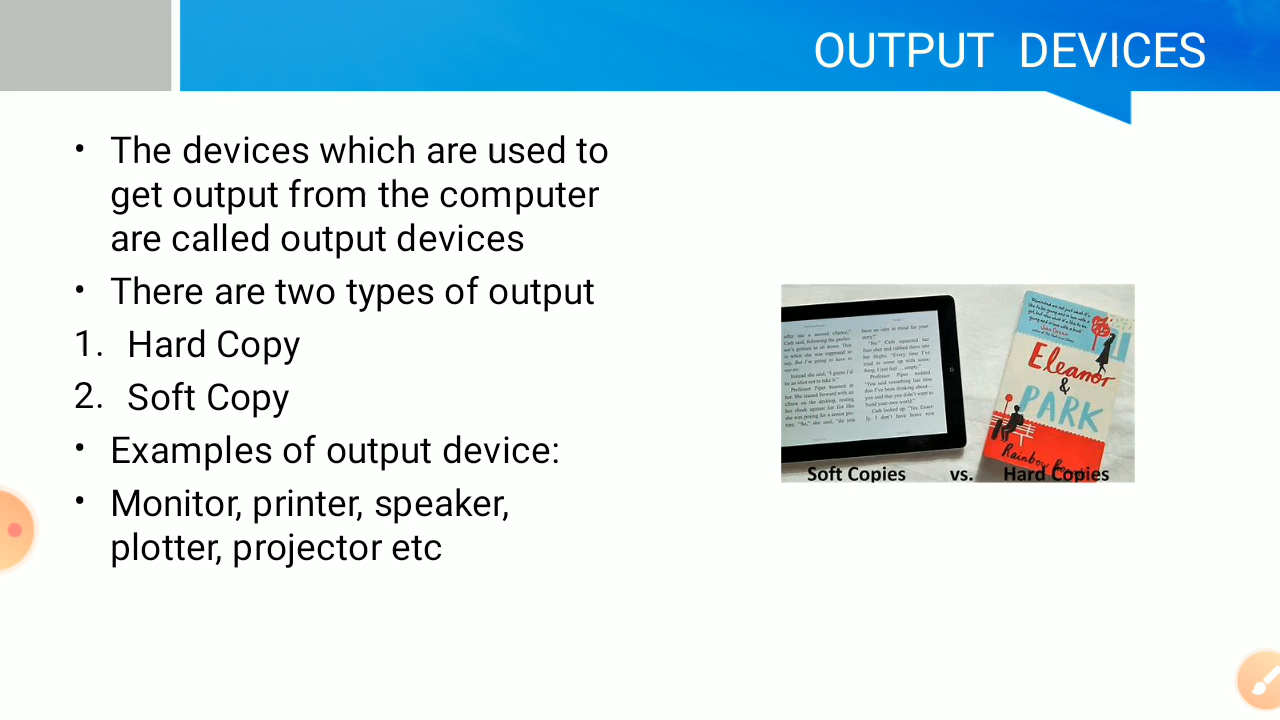 OUTPUT DEVICES
• The devices which are used to
get output from the computer
are called output devices
• There are two types of output
1. Hard Copy
2. Soft Copy
• Examples of output device:
• Monitor, printer, speaker,
plotter, projector etc
Eleanor
&
PARK
Rainbow
Soft Copies vs. Hard Copies